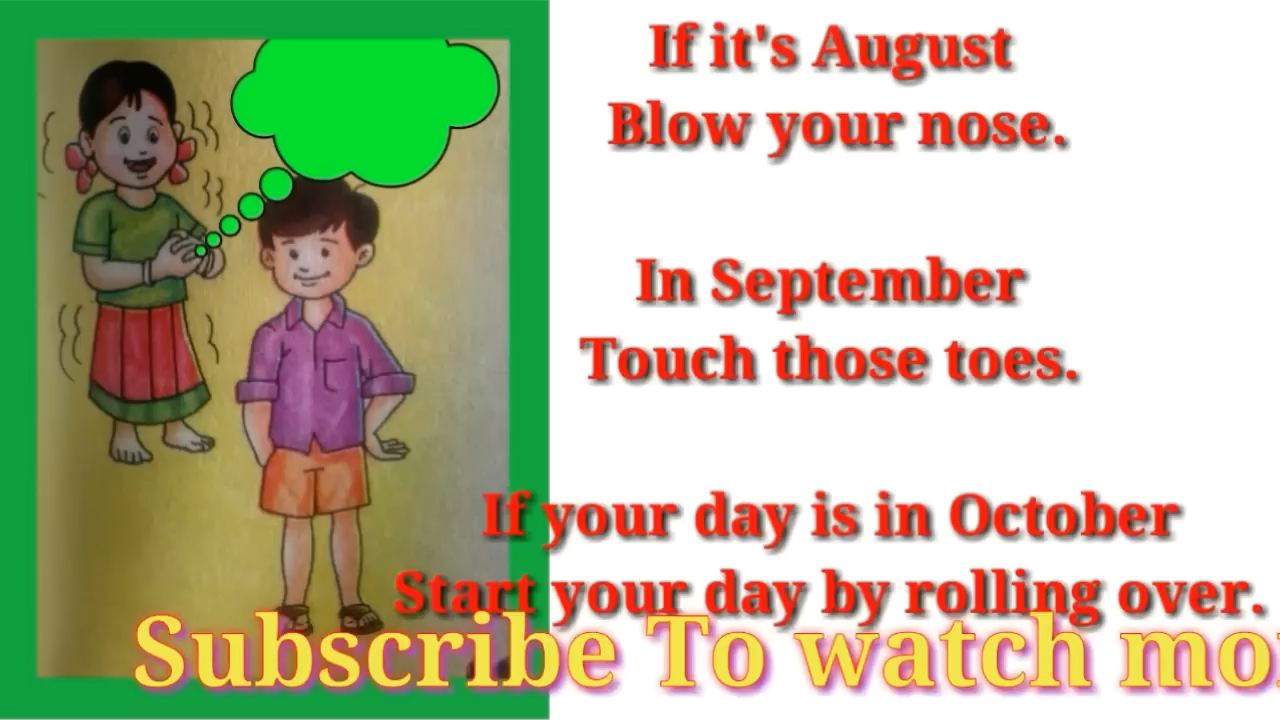 If it's August
Blow your nose.
In September
Touch those toes.
If your day is in October
Start your day by rolling over.
Subscribe To watch